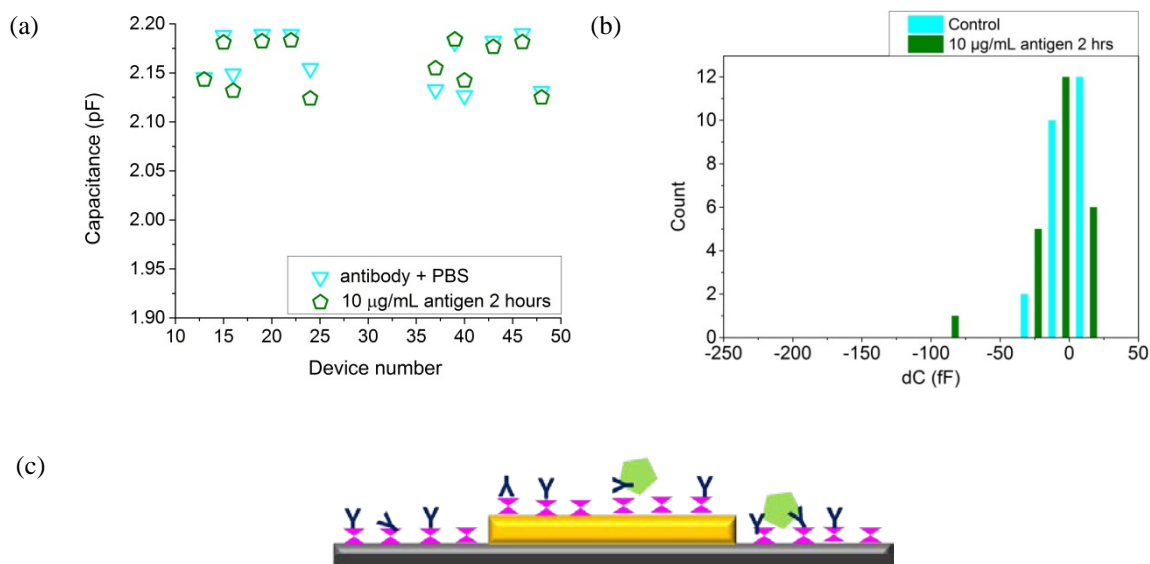 (a)
2.20
2.15
2.10
2.05
2.00
1.95
1.90
Capacitance (pF)
antibody + PBS
10 μg/mL antigen 2 hours
10 15 20 25 30 35 40 45 50
Device number
(b)
Control
10 µg/mL antigen 2 hrs
12
10
8
6
4
2
0
Count
-250 -200 -150 -100 -50 0 50
dC (fF)
(c)